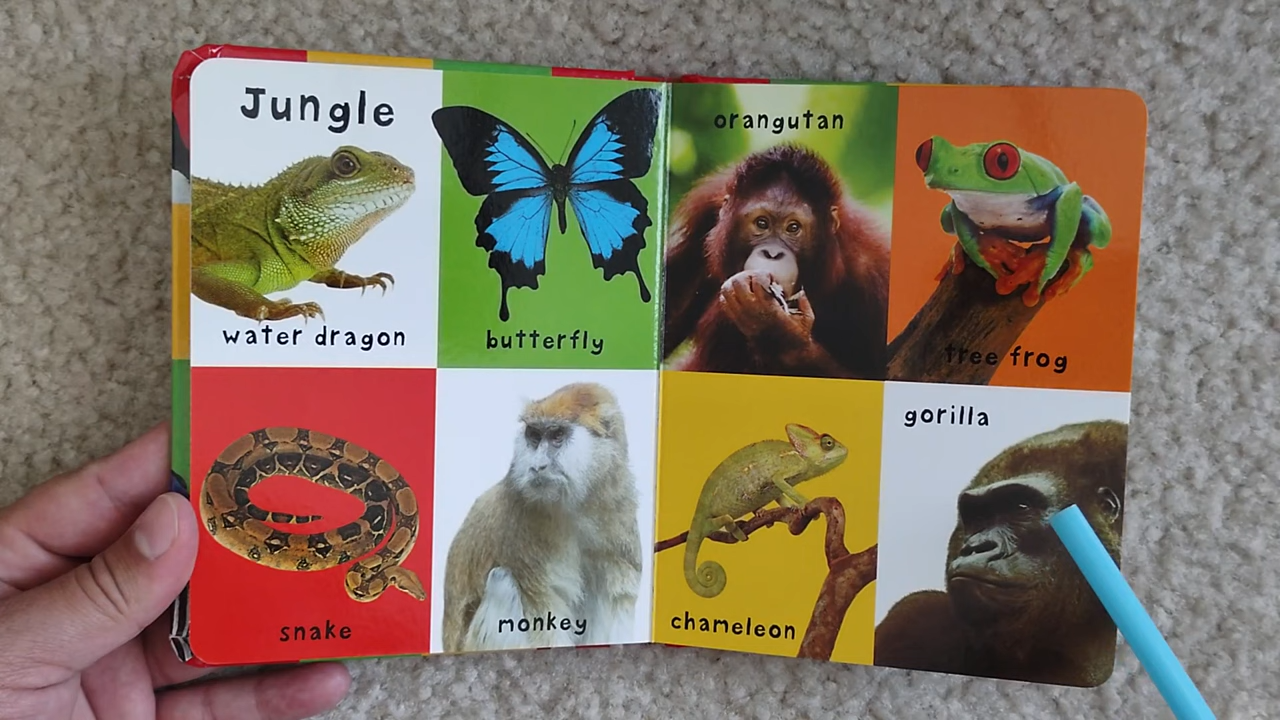 Jungle
water dragon
butterfly
orangutan
tree frog
snake
monkey
chameleon
gorilla